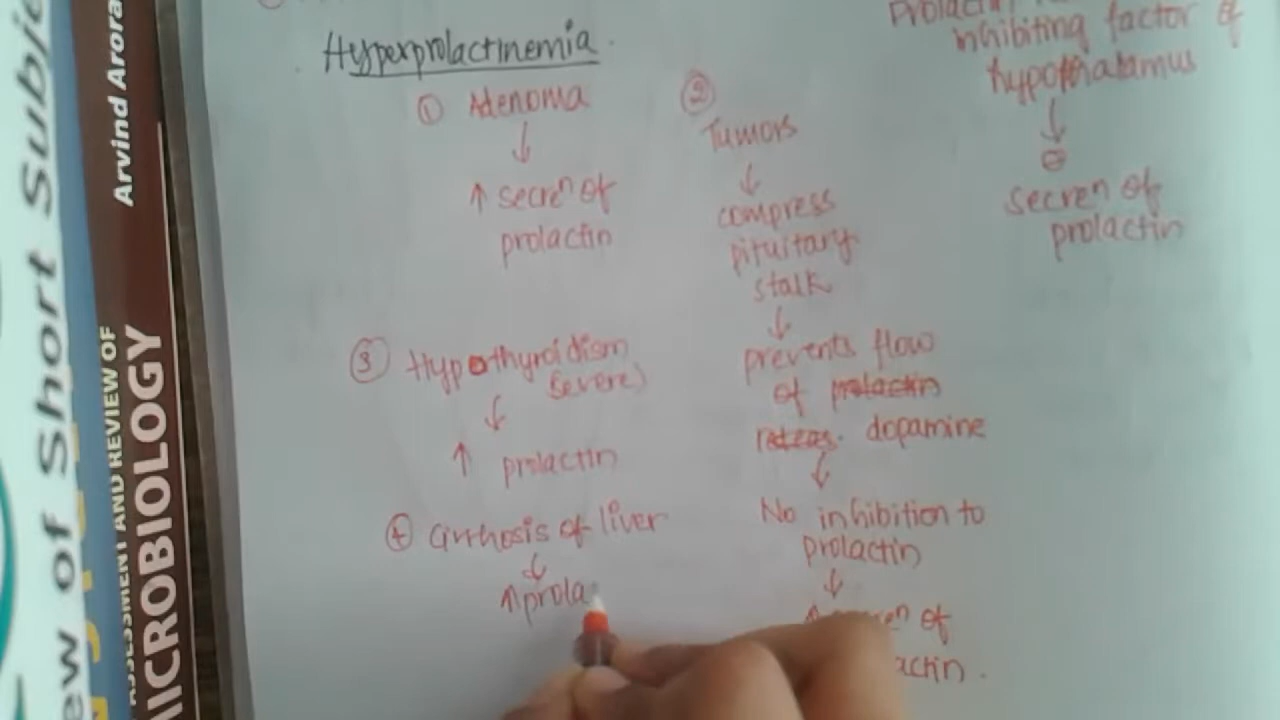 Hyperprolactinemia
① Adenoma
↓
↑ secreⁿ of
prolactin
②
Tumors
↓
compress
pituitary
stalk
↓
prevents flow
of prolactin
dopamine
↓
No inhibition to
prolactin
↓
of
actin.
inhibiting factor of
hypothalamus
↓
⊖
secreⁿ of
prolactin
③ Hypothyroidism
severe)
↓
↑ prolactin
④ Cirrhosis of liver
↓
↑prola
ew of Short Subje
Arvind Arora
ASSESSMENT AND REVIEW OF
MICROBIOLOGY